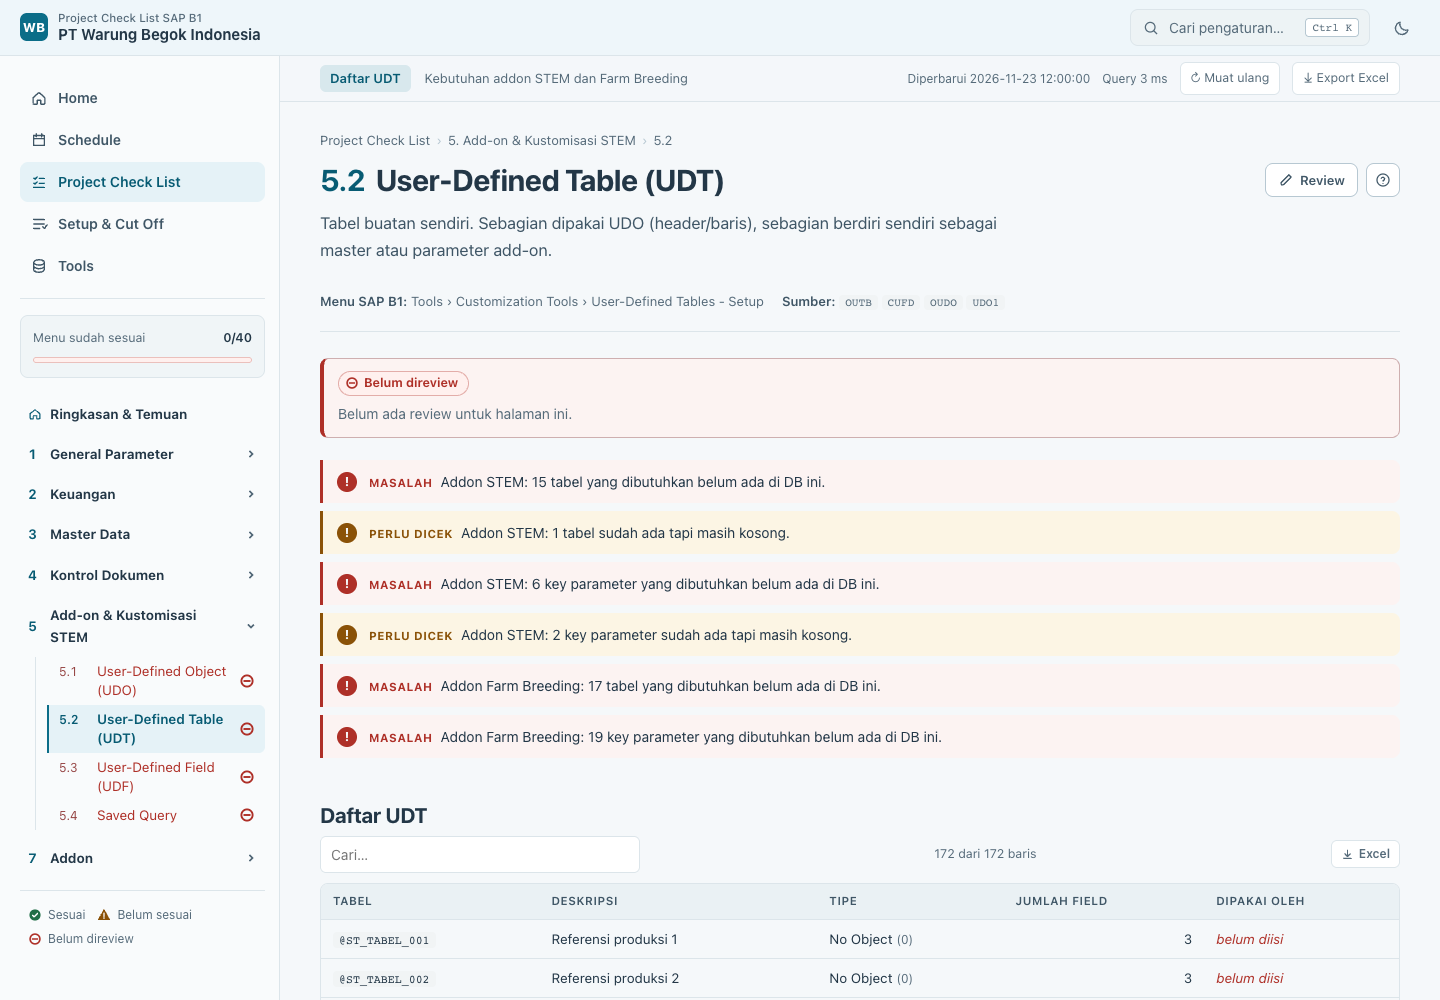 WB
Project Check List SAP B1
PT Warung Begok Indonesia
Cari pengaturan...
Ctrl K
Home
Schedule
Project Check List
Setup & Cut Off
Tools
Menu sudah sesuai 0/40
Ringkasan & Temuan
1 General Parameter
2 Keuangan
3 Master Data
4 Kontrol Dokumen
5 Add-on & Kustomisasi
STEM
5.1 User-Defined Object
(UDO)
5.2 User-Defined Table
(UDT)
5.3 User-Defined Field
(UDF)
5.4 Saved Query
7 Addon
Sesuai Belum sesuai
Belum direview
Daftar UDT Kebutuhan addon STEM dan Farm Breeding
Diperbarui 2026-11-23 12:00:00 Query 3 ms ↻ Muat ulang Export Excel
Project Check List › 5. Add-on & Kustomisasi STEM › 5.2
5.2 User-Defined Table (UDT)
Review
Tabel buatan sendiri. Sebagian dipakai UDO (header/baris), sebagian berdiri sendiri sebagai
master atau parameter add-on.
Menu SAP B1: Tools › Customization Tools › User-Defined Tables - Setup Sumber: OUTB CUFD OUDO UDO1
Belum direview
Belum ada review untuk halaman ini.
! MASALAH Addon STEM: 15 tabel yang dibutuhkan belum ada di DB ini.
! PERLU DICEK Addon STEM: 1 tabel sudah ada tapi masih kosong.
! MASALAH Addon STEM: 6 key parameter yang dibutuhkan belum ada di DB ini.
! PERLU DICEK Addon STEM: 2 key parameter sudah ada tapi masih kosong.
! MASALAH Addon Farm Breeding: 17 tabel yang dibutuhkan belum ada di DB ini.
! MASALAH Addon Farm Breeding: 19 key parameter yang dibutuhkan belum ada di DB ini.
Daftar UDT
Cari...
172 dari 172 baris
Excel
TABEL DESKRIPSI TIPE JUMLAH FIELD DIPAKAI OLEH
@ST_TABEL_001 Referensi produksi 1 No Object (0) 3 belum diisi
@ST_TABEL_002 Referensi produksi 2 No Object (0) 3 belum diisi